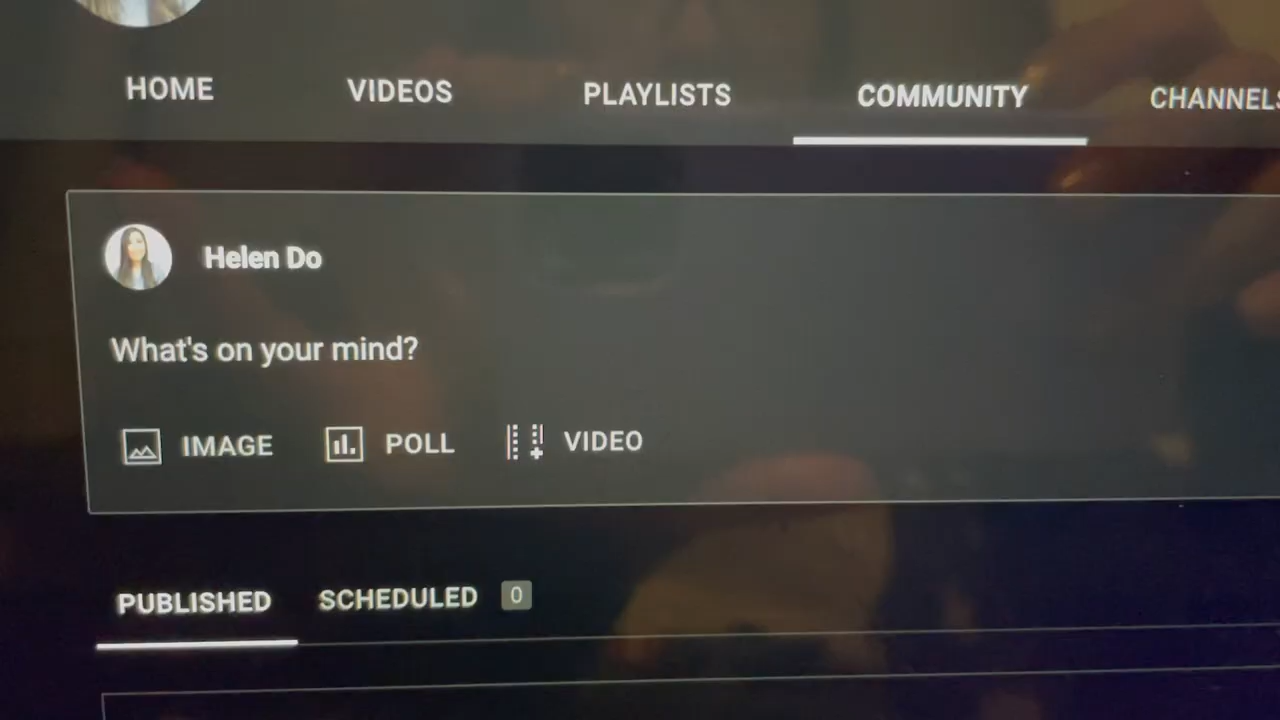 HOME VIDEOS PLAYLISTS COMMUNITY CHANNELS
Helen Do
What's on your mind?
IMAGE POLL VIDEO
PUBLISHED SCHEDULED 0